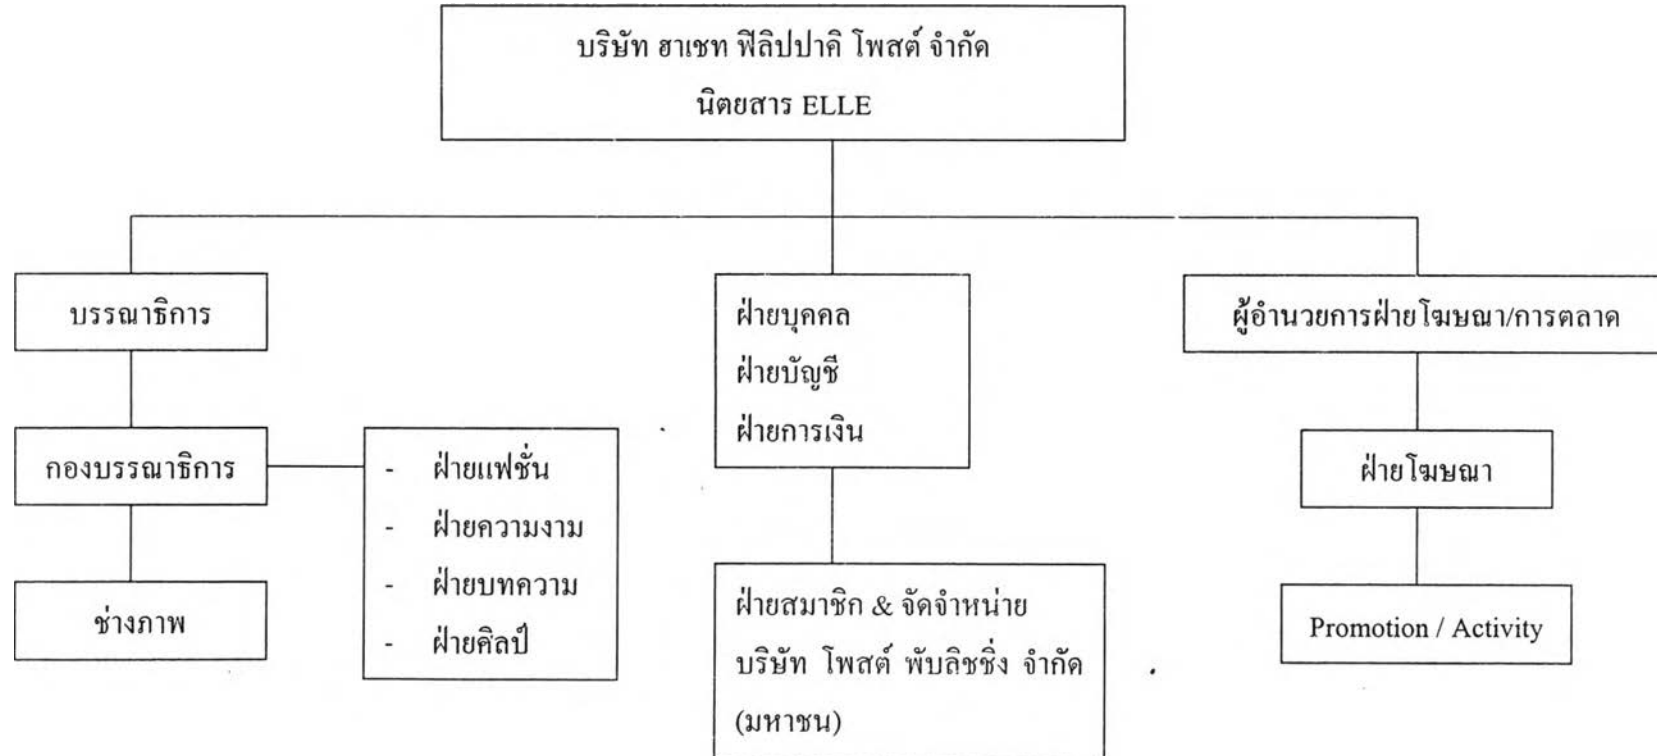 บริษัท ฮาเชท ฟิลิปปาคิ โพสต์ จำกัด
นิตยสาร ELLE
บรรณาธิการ
กองบรรณาธิการ
ช่างภาพ
- ฝ่ายแฟชั่น
- ฝ่ายความงาม
- ฝ่ายบทความ
- ฝ่ายศิลป์
ฝ่ายบุคคล
ฝ่ายบัญชี
ฝ่ายการเงิน
ฝ่ายสมาชิก & จัดจำหน่าย
บริษัท โพสต์ พับลิชชิ่ง จำกัด
(มหาชน)
ผู้อำนวยการฝ่ายโฆษณา/การตลาด
ฝ่ายโฆษณา
Promotion / Activity